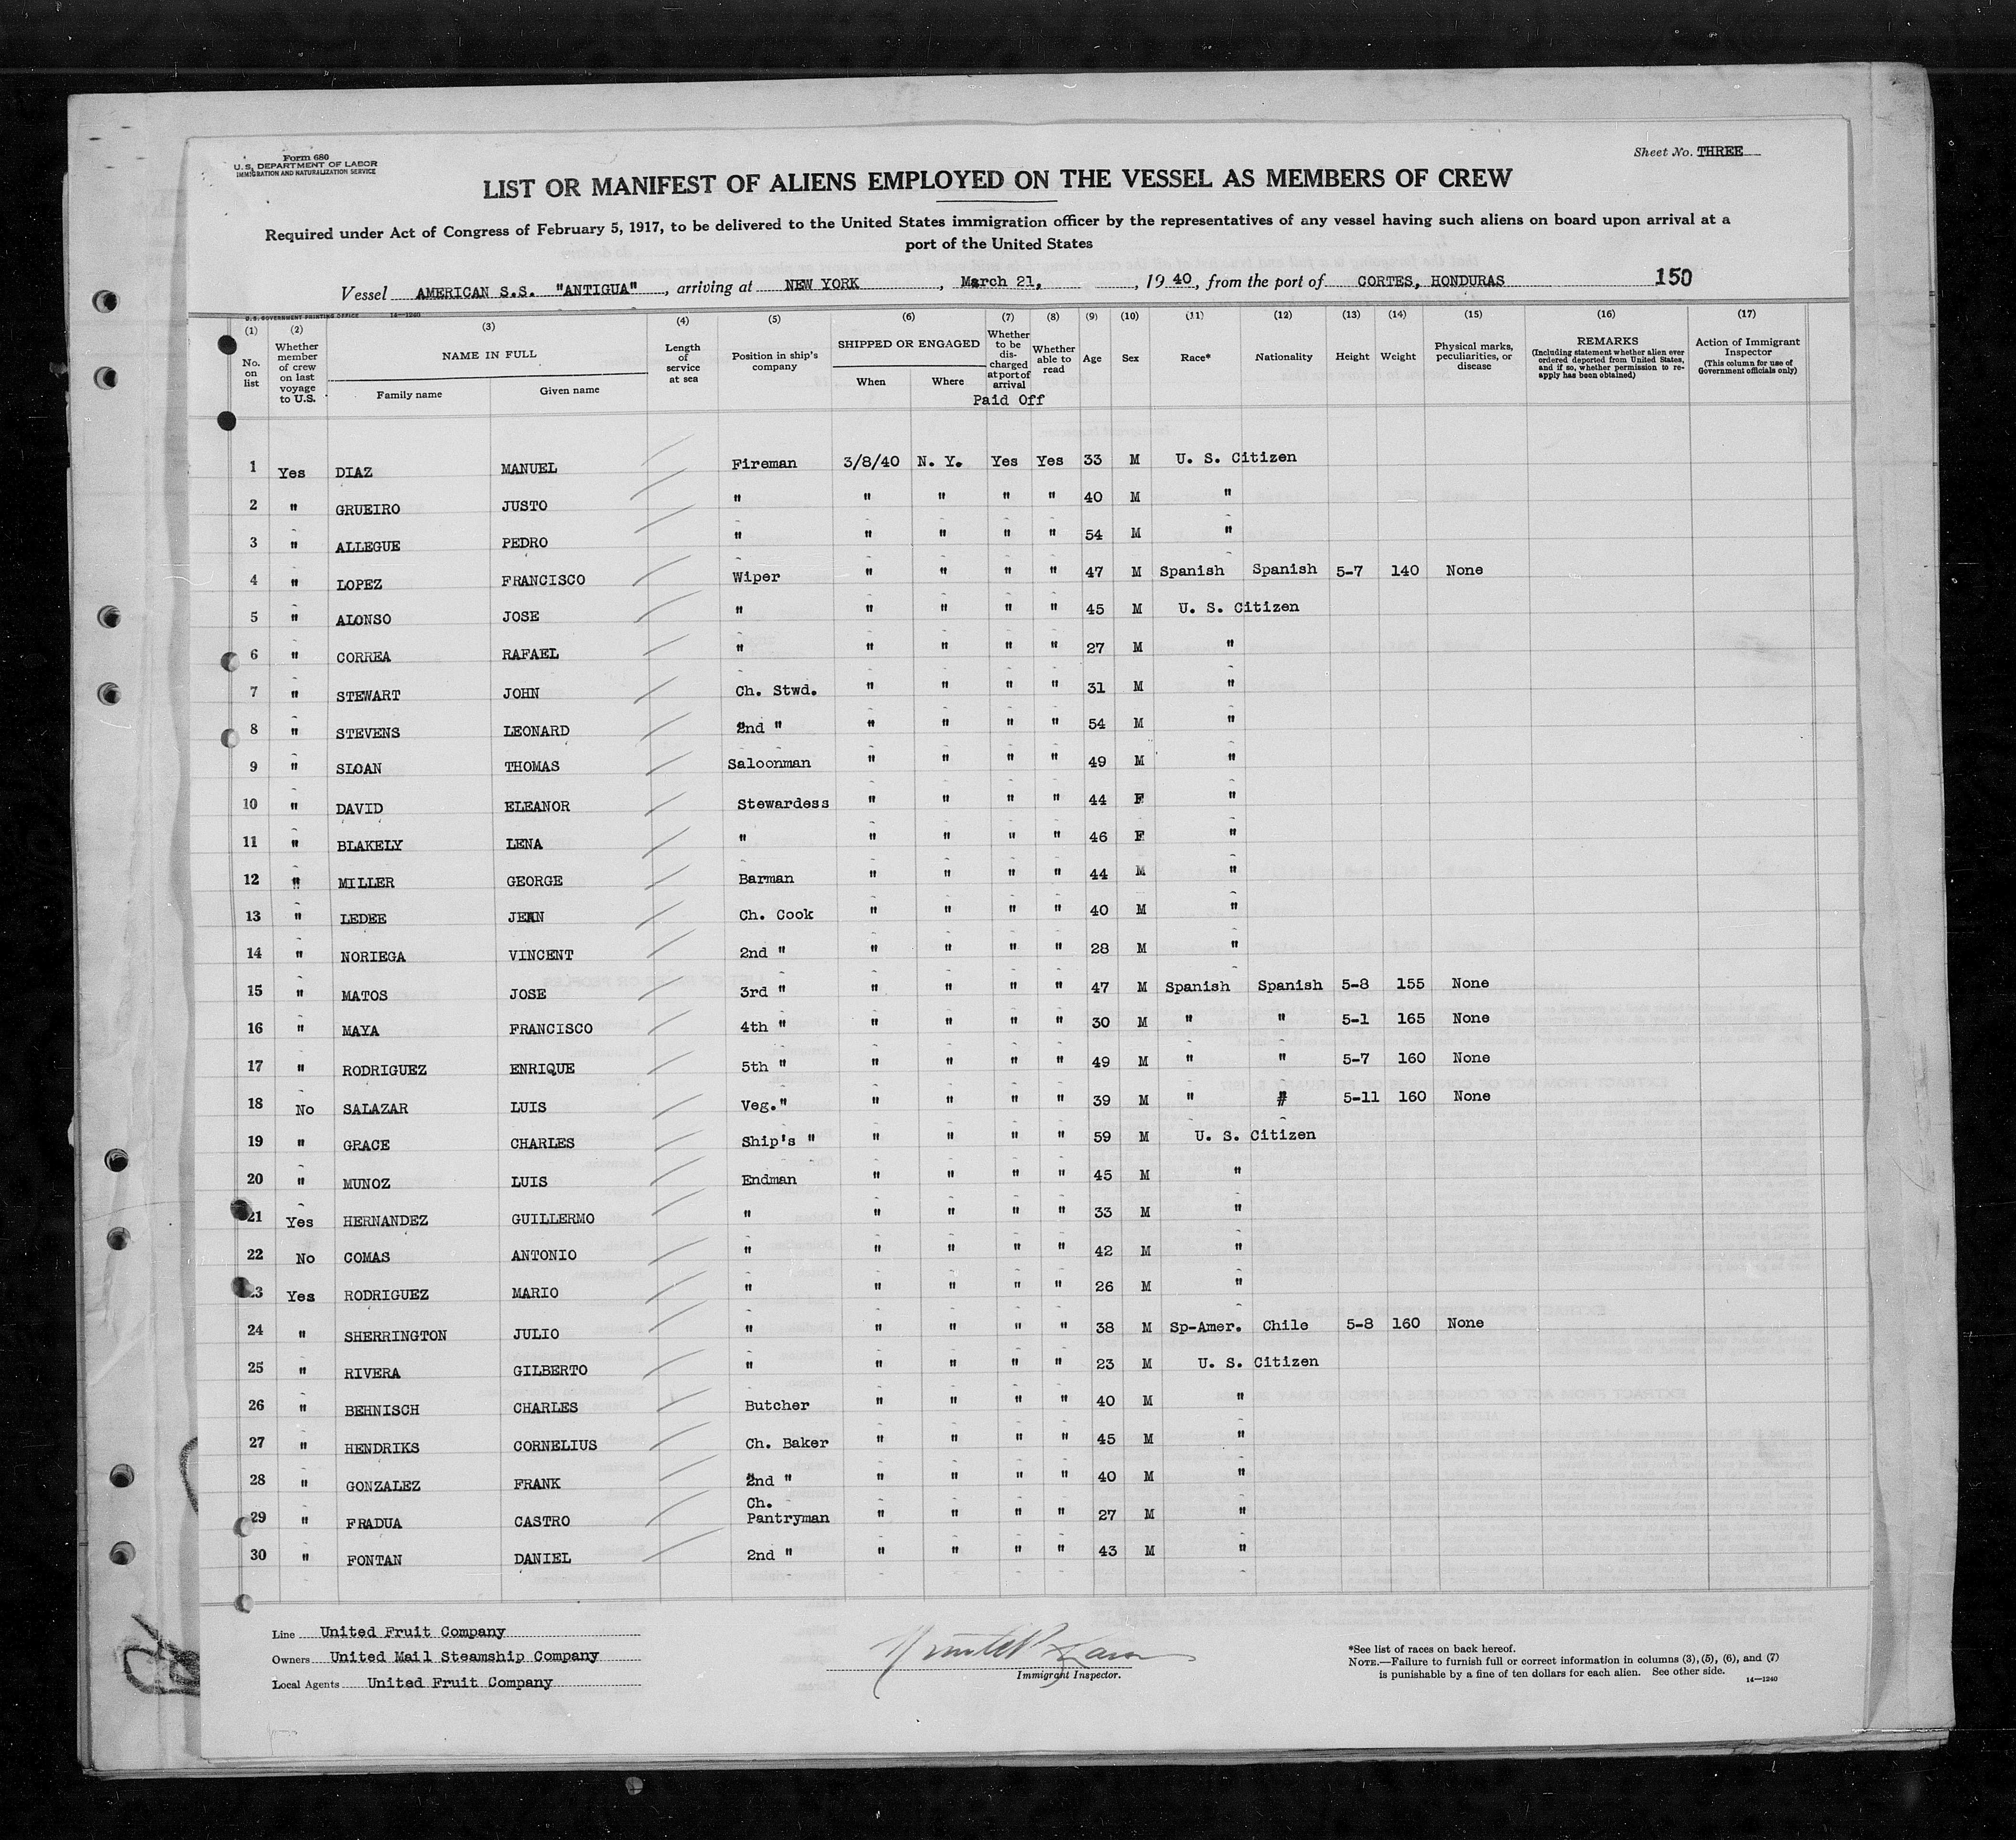 Form 680
U.S. DEPARTMENT OF LABOR
IMMIGRATION AND NATURALIZATION SERVICE
Sheet No. THREE
LIST OR MANIFEST OF ALIENS EMPLOYED ON THE VESSEL AS MEMBERS OF CREW
Required under Act of Congress of February 5, 1917, to be delivered to the United States immigration officer by the representatives of any vessel having such aliens on board upon arrival at a
port of the United States
Vessel AMERICAN S.S. "ANTIGUA", arriving at NEW YORK, March 21, , 19 40, from the port of CORTES, HONDURAS 150
U.S. GOVERNMENT PRINTING OFFICE 14—1240
(1) No. on list
(2) Whether member of crew on last voyage to U.S.
(3) NAME IN FULL Family name Given name
(4) Length of service at sea
(5) Position in ship's company
(6) SHIPPED OR ENGAGED When Where
(7) Whether to be discharged at port of arrival
(8) Whether able to read
Paid Off
(9) Age
(10) Sex
(11) Race*
(12) Nationality
(13) Height
(14) Weight
(15) Physical marks, peculiarities, or disease
(16) REMARKS (Including statement whether alien ever ordered deported from United States, and if so, whether permission to reapply has been obtained)
(17) Action of Immigrant Inspector (This column for use of Government officials only)
1 Yes DIAZ MANUEL Fireman 3/8/40 N. Y. Yes Yes 33 M U. S. Citizen
2 " GRUEIRO JUSTO " " " " " 40 M "
3 " ALLEGUE PEDRO " " " " " 54 M "
4 " LOPEZ FRANCISCO Wiper " " " " 47 M Spanish Spanish 5-7 140 None
5 " ALONSO JOSE " " " " " 45 M U. S. Citizen
6 " CORREA RAFAEL " " " " " 27 M "
7 " STEWART JOHN Ch. Stwd. " " " " 31 M "
8 " STEVENS LEONARD 2nd " " " " " 54 M "
9 " SLOAN THOMAS Saloonman " " " " 49 M "
10 " DAVID ELEANOR Stewardess " " " " 44 F "
11 " BLAKELY LENA " " " " " 46 F "
12 " MILLER GEORGE Barman " " " " 44 M "
13 " LEDEE JEAN Ch. Cook " " " " 40 M "
14 " NORIEGA VINCENT 2nd " " " " " 28 M "
15 " MATOS JOSE 3rd " " " " " 47 M Spanish Spanish 5-8 155 None
16 " MAYA FRANCISCO 4th " " " " " 30 M " " 5-1 165 None
17 " RODRIGUEZ ENRIQUE 5th " " " " " 49 M " " 5-7 160 None
18 No SALAZAR LUIS Veg." " " " " 39 M " " 5-11 160 None
19 " GRACE CHARLES Ship's " " " " " 59 M U. S. Citizen
20 " MUNOZ LUIS Endman " " " " 45 M "
21 Yes HERNANDEZ GUILLERMO " " " " " 33 M "
22 No COMAS ANTONIO " " " " " 42 M "
23 Yes RODRIGUEZ MARIO " " " " " 26 M "
24 " SHERRINGTON JULIO " " " " " 38 M Sp-Amer. Chile 5-8 160 None
25 " RIVERA GILBERTO " " " " " 23 M U. S. Citizen
26 " BEHNISCH CHARLES Butcher " " " " 40 M "
27 " HENDRIKS CORNELIUS Ch. Baker " " " " 45 M "
28 " GONZALEZ FRANK 2nd " " " " " 40 M "
29 " FRADUA CASTRO Ch. Pantryman " " " " 27 M "
30 " FONTAN DANIEL 2nd " " " " " 43 M "
Line United Fruit Company
Owners United Mail Steamship Company
Local Agents United Fruit Company
Immigrant Inspector.
*See list of races on back hereof.
NOTE.—Failure to furnish full or correct information in columns (3), (5), (6), and (7)
is punishable by a fine of ten dollars for each alien. See other side.
14—1240